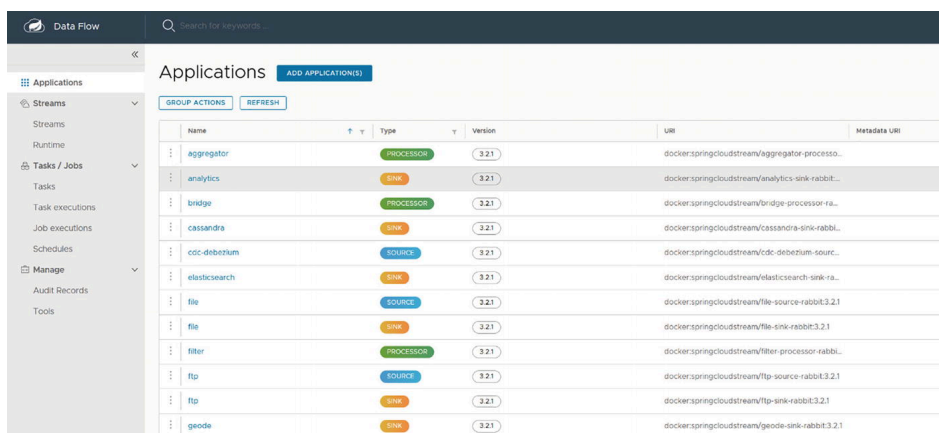 Data Flow
Search for keywords ...
Applications
Streams
Streams
Runtime
Tasks / Jobs
Tasks
Task executions
Job executions
Schedules
Manage
Audit Records
Tools
Applications ADD APPLICATION(S)
GROUP ACTIONS REFRESH
Name Type Version URI Metadata URI
aggregator PROCESSOR 3.2.1 docker:springcloudstream/aggregator-processo...
analytics SINK 3.2.1 docker:springcloudstream/analytics-sink-rabbit:...
bridge PROCESSOR 3.2.1 docker:springcloudstream/bridge-processor-ra...
cassandra SINK 3.2.1 docker:springcloudstream/cassandra-sink-rabbi...
cdc-debezium SOURCE 3.2.1 docker:springcloudstream/cdc-debezium-sourc...
elasticsearch SINK 3.2.1 docker:springcloudstream/elasticsearch-sink-ra...
file SOURCE 3.2.1 docker:springcloudstream/file-source-rabbit:3.2.1
file SINK 3.2.1 docker:springcloudstream/file-sink-rabbit:3.2.1
filter PROCESSOR 3.2.1 docker:springcloudstream/filter-processor-rabbi...
ftp SOURCE 3.2.1 docker:springcloudstream/ftp-source-rabbit:3.2.1
ftp SINK 3.2.1 docker:springcloudstream/ftp-sink-rabbit:3.2.1
geode SINK 3.2.1 docker:springcloudstream/geode-sink-rabbit:3.2.1